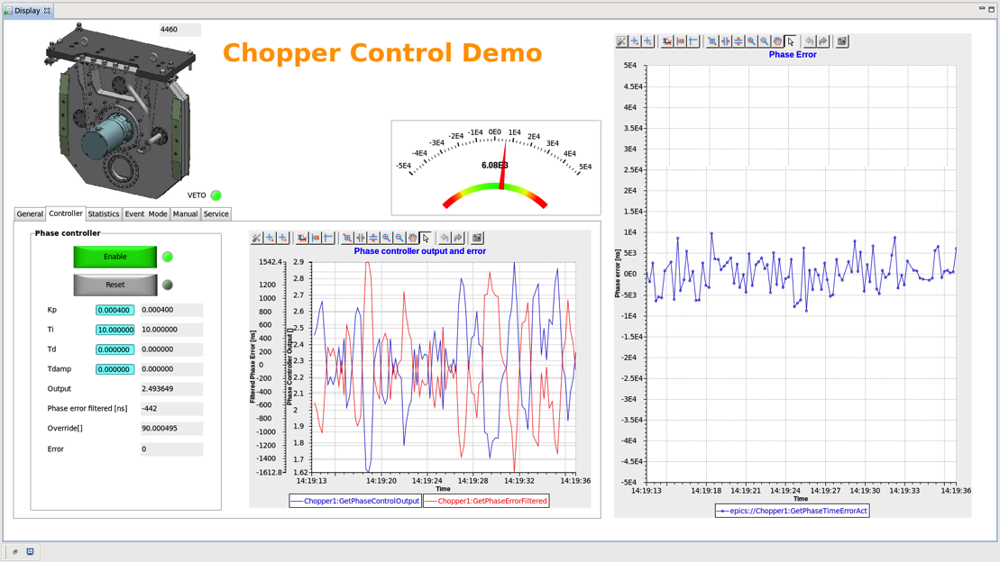 Display
4460
Chopper Control Demo
VETO
-5E4 -4E4 -3E4 -2E4 -1E4 0E0 1E4 2E4 3E4 4E4 5E4
6.08E3
General Controller Statistics Event Mode Manual Service
Phase controller
Enable
Reset
Kp 0.000400 0.000400
Ti 10.000000 10.000000
Td 0.000000 0.000000
Tdamp 0.000000 0.000000
Output 2.493649
Phase error filtered [ns] -442
Override[] 90.000495
Error 0
Phase controller output and error
Filtered Phase Error [ns]
1542.4
1200
1000
800
600
400
200
0
-200
-400
-600
-800
-1000
-1200
-1400
-1612.8
Phase Controller Output []
2.9
2.8
2.7
2.6
2.5
2.4
2.3
2.2
2.1
2
1.9
1.8
1.7
1.62
14:19:13 14:19:20 14:19:24 14:19:28 14:19:32 14:19:36
Time
Chopper1:GetPhaseControlOutput Chopper1:GetPhaseErrorFiltered
Phase Error
Phase error [ns]
5E4
4.5E4
4E4
3.5E4
3E4
2.5E4
2E4
1.5E4
1E4
5E3
0E0
-5E3
-1E4
-1.5E4
-2E4
-2.5E4
-3E4
-3.5E4
-4E4
-4.5E4
-5E4
14:19:13 14:19:18 14:19:21 14:19:24 14:19:27 14:19:30 14:19:33 14:19:36
Time
epics://Chopper1:GetPhaseTimeErrorAct